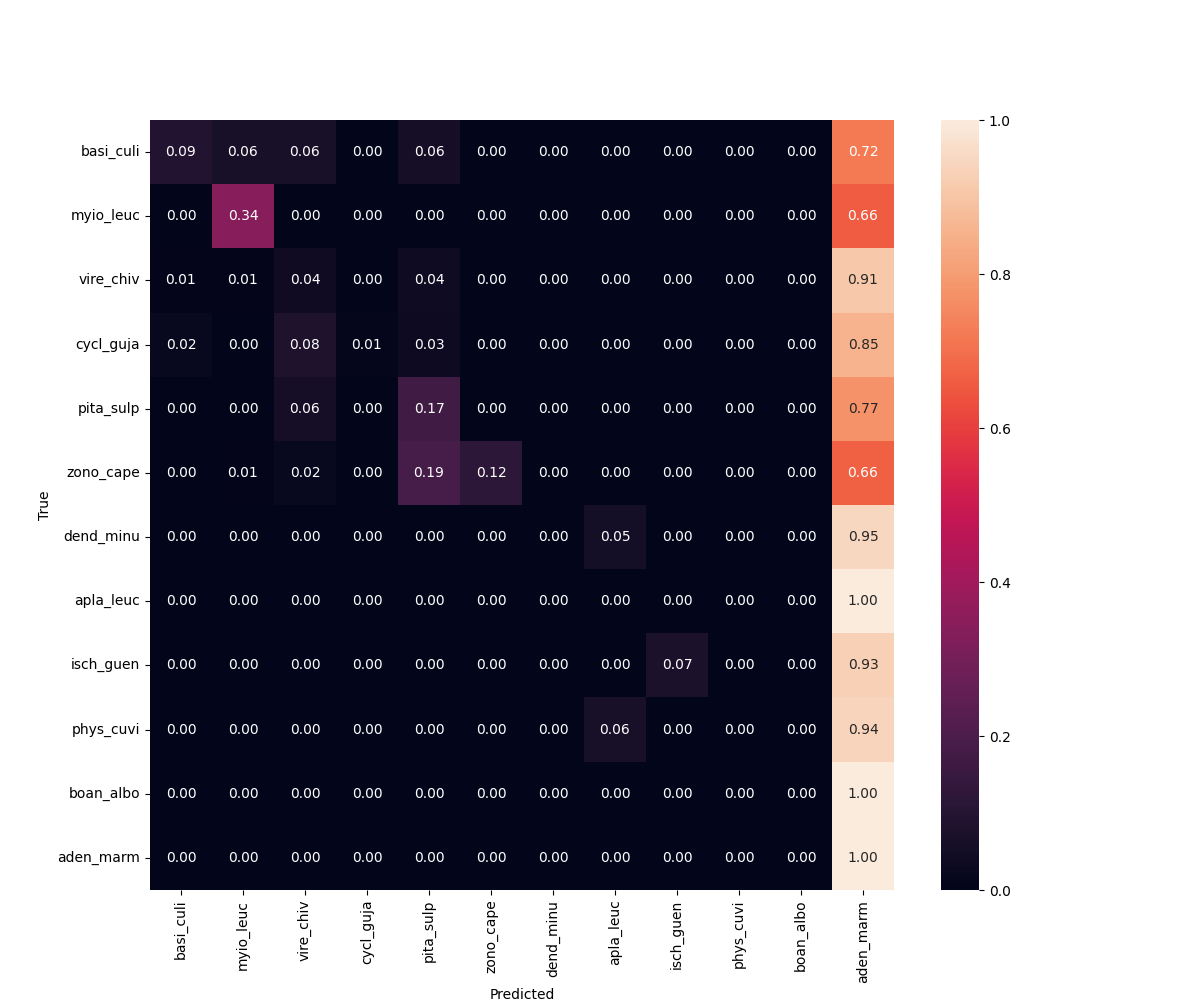 basi_culi 0.09 0.06 0.06 0.00 0.06 0.00 0.00 0.00 0.00 0.00 0.00 0.72
myio_leuc 0.00 0.34 0.00 0.00 0.00 0.00 0.00 0.00 0.00 0.00 0.00 0.66
vire_chiv 0.01 0.01 0.04 0.00 0.04 0.00 0.00 0.00 0.00 0.00 0.00 0.91
cycl_guja 0.02 0.00 0.08 0.01 0.03 0.00 0.00 0.00 0.00 0.00 0.00 0.85
pita_sulp 0.00 0.00 0.06 0.00 0.17 0.00 0.00 0.00 0.00 0.00 0.00 0.77
zono_cape 0.00 0.01 0.02 0.00 0.19 0.12 0.00 0.00 0.00 0.00 0.00 0.66
dend_minu 0.00 0.00 0.00 0.00 0.00 0.00 0.00 0.05 0.00 0.00 0.00 0.95
apla_leuc 0.00 0.00 0.00 0.00 0.00 0.00 0.00 0.00 0.00 0.00 0.00 1.00
isch_guen 0.00 0.00 0.00 0.00 0.00 0.00 0.00 0.00 0.07 0.00 0.00 0.93
phys_cuvi 0.00 0.00 0.00 0.00 0.00 0.00 0.00 0.06 0.00 0.00 0.00 0.94
boan_albo 0.00 0.00 0.00 0.00 0.00 0.00 0.00 0.00 0.00 0.00 0.00 1.00
aden_marm 0.00 0.00 0.00 0.00 0.00 0.00 0.00 0.00 0.00 0.00 0.00 1.00
True
basi_culi myio_leuc vire_chiv cycl_guja pita_sulp zono_cape dend_minu apla_leuc isch_guen phys_cuvi boan_albo aden_marm
Predicted
1.0
0.8
0.6
0.4
0.2
0.0